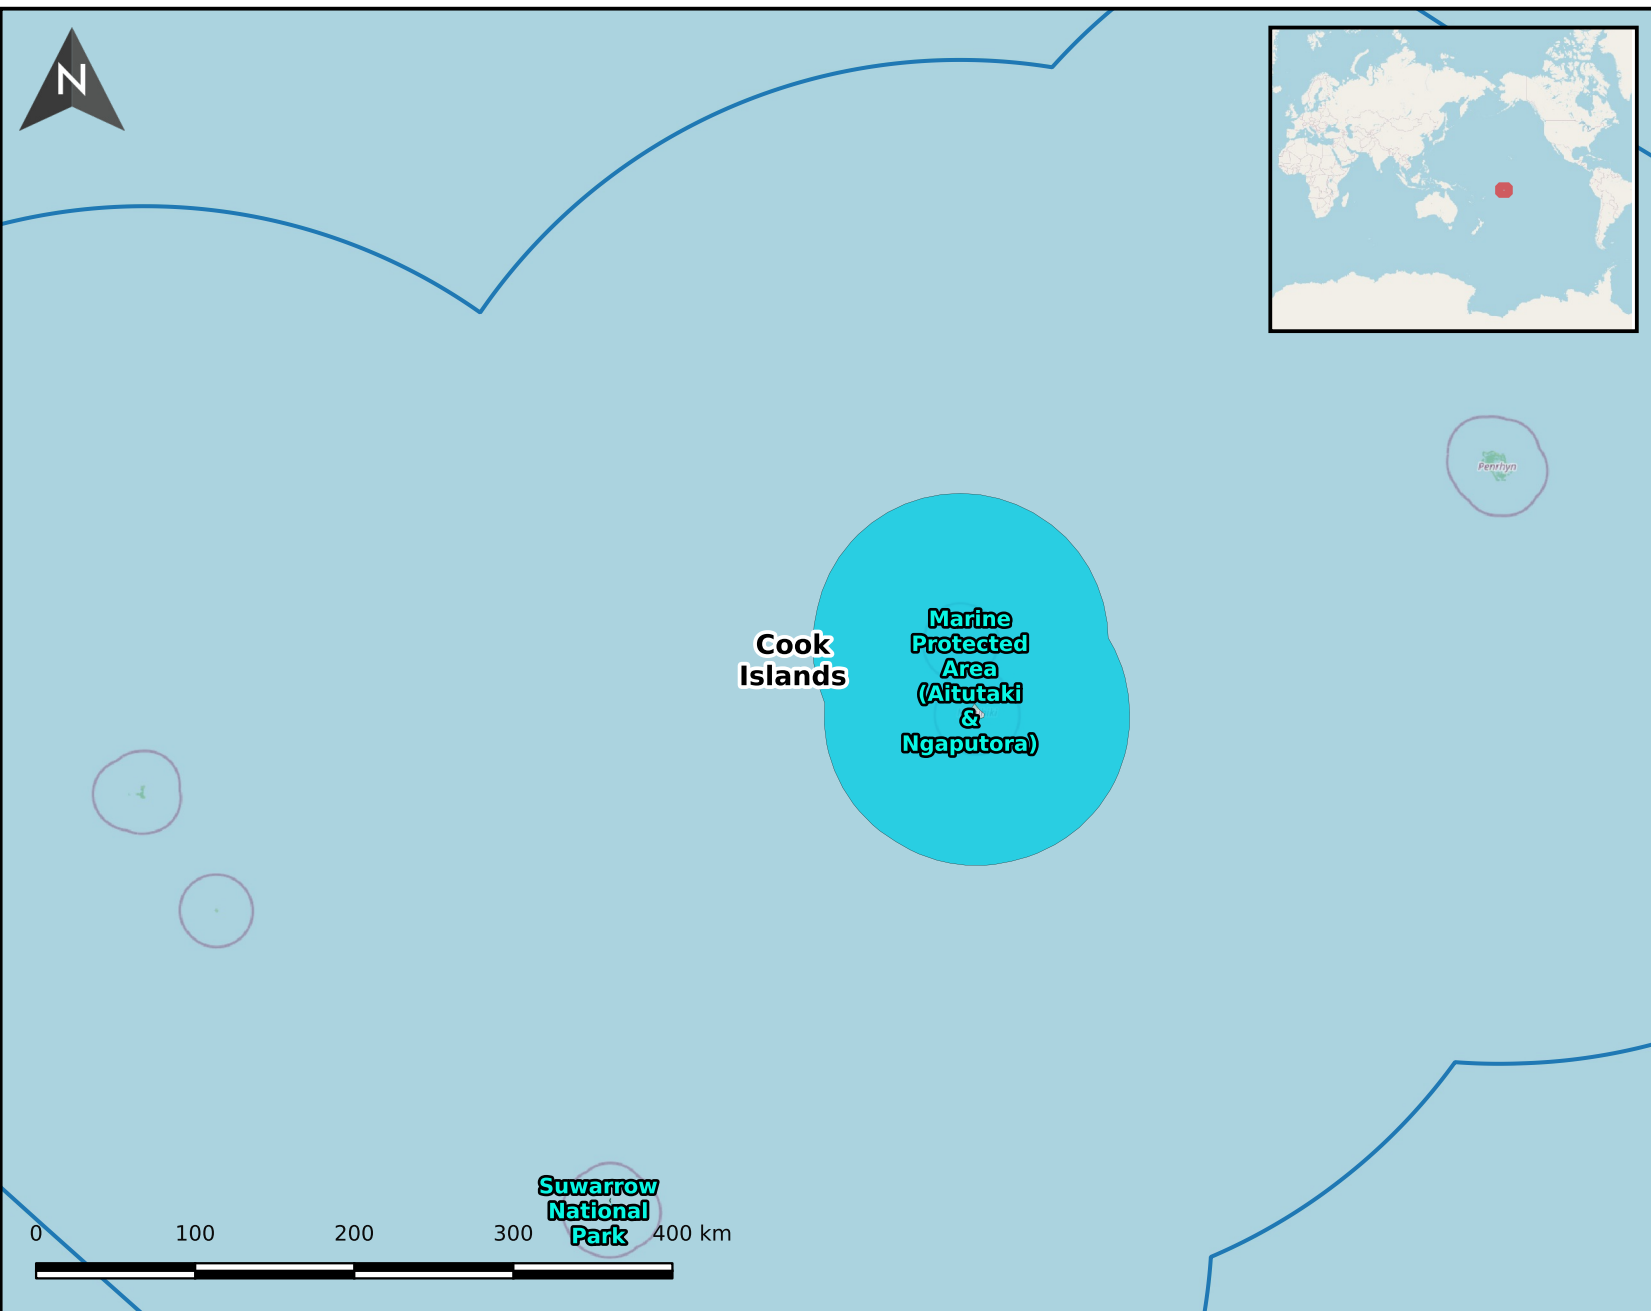 N
Penrhyn
Cook
Islands
Marine
Protected
Area
(Aitutaki
&
Ngaputora)
Suwarrow
National
Park
0 100 200 300 400 km